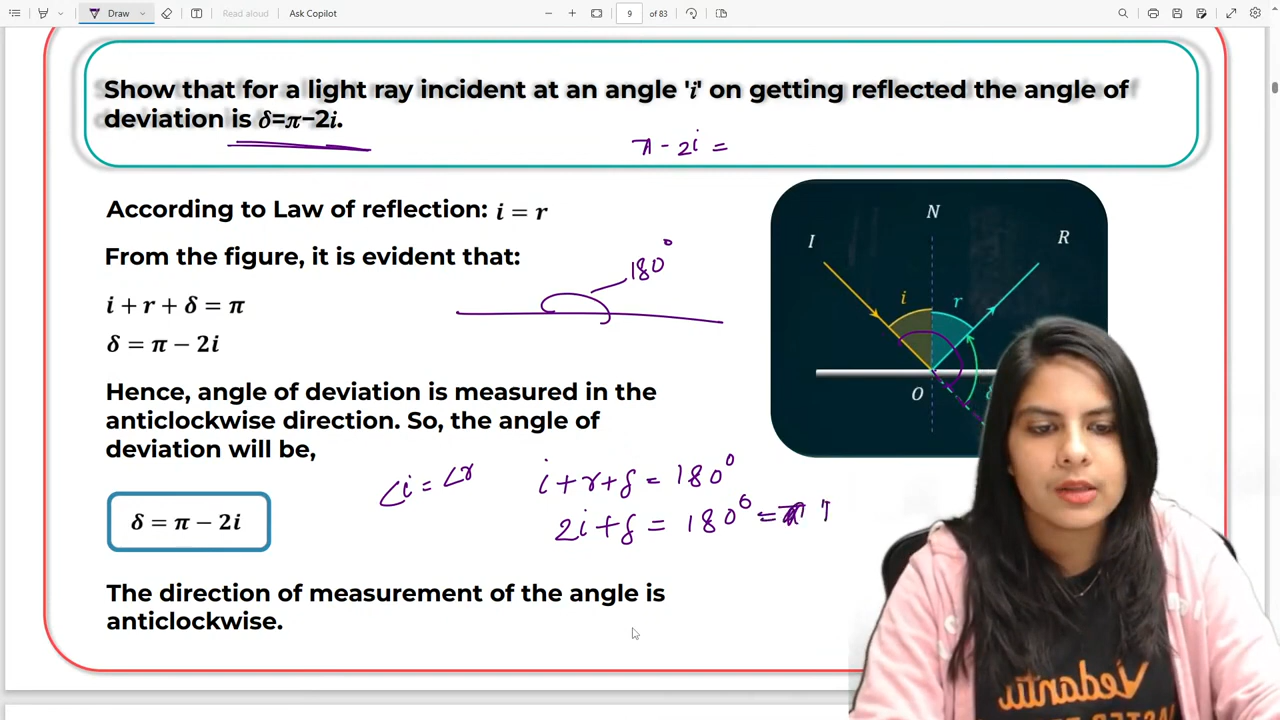 Draw
Read aloud
Ask Copilot
9 of 83
Show that for a light ray incident at an angle 'i' on getting reflected the angle of
deviation is δ=π−2i.
π - 2i =
According to Law of reflection: i = r
From the figure, it is evident that:
180°
i + r + δ = π
δ = π − 2i
Hence, angle of deviation is measured in the
anticlockwise direction. So, the angle of
deviation will be,
∠i = ∠r
i + r + δ = 180°
δ = π − 2i
2i + δ = 180° = π
The direction of measurement of the angle is
anticlockwise.
N
I
R
i
r
O
δ
Vedantu